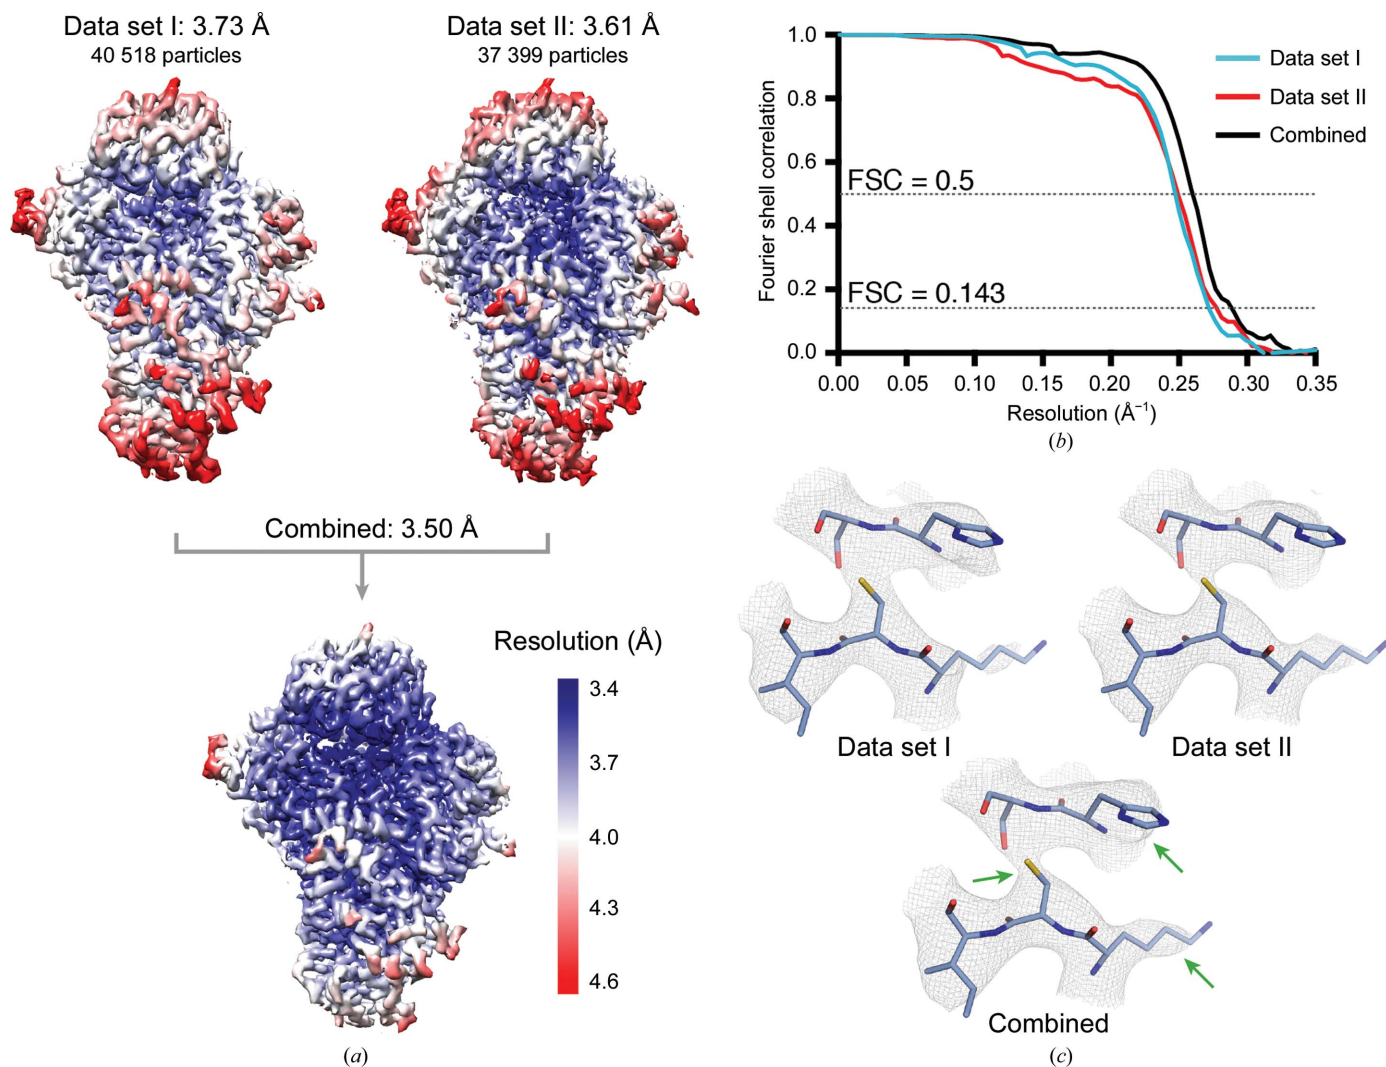 Data set I: 3.73 Å
40 518 particles
Data set II: 3.61 Å
37 399 particles
Combined: 3.50 Å
Resolution (Å)
3.4
3.7
4.0
4.3
4.6
(a)
1.0
0.8
0.6
0.4
0.2
0.0
Fourier shell correlation
Data set I
Data set II
Combined
FSC = 0.5
FSC = 0.143
0.00 0.05 0.10 0.15 0.20 0.25 0.30 0.35
Resolution (Å⁻¹)
(b)
Data set I
Data set II
Combined
(c)